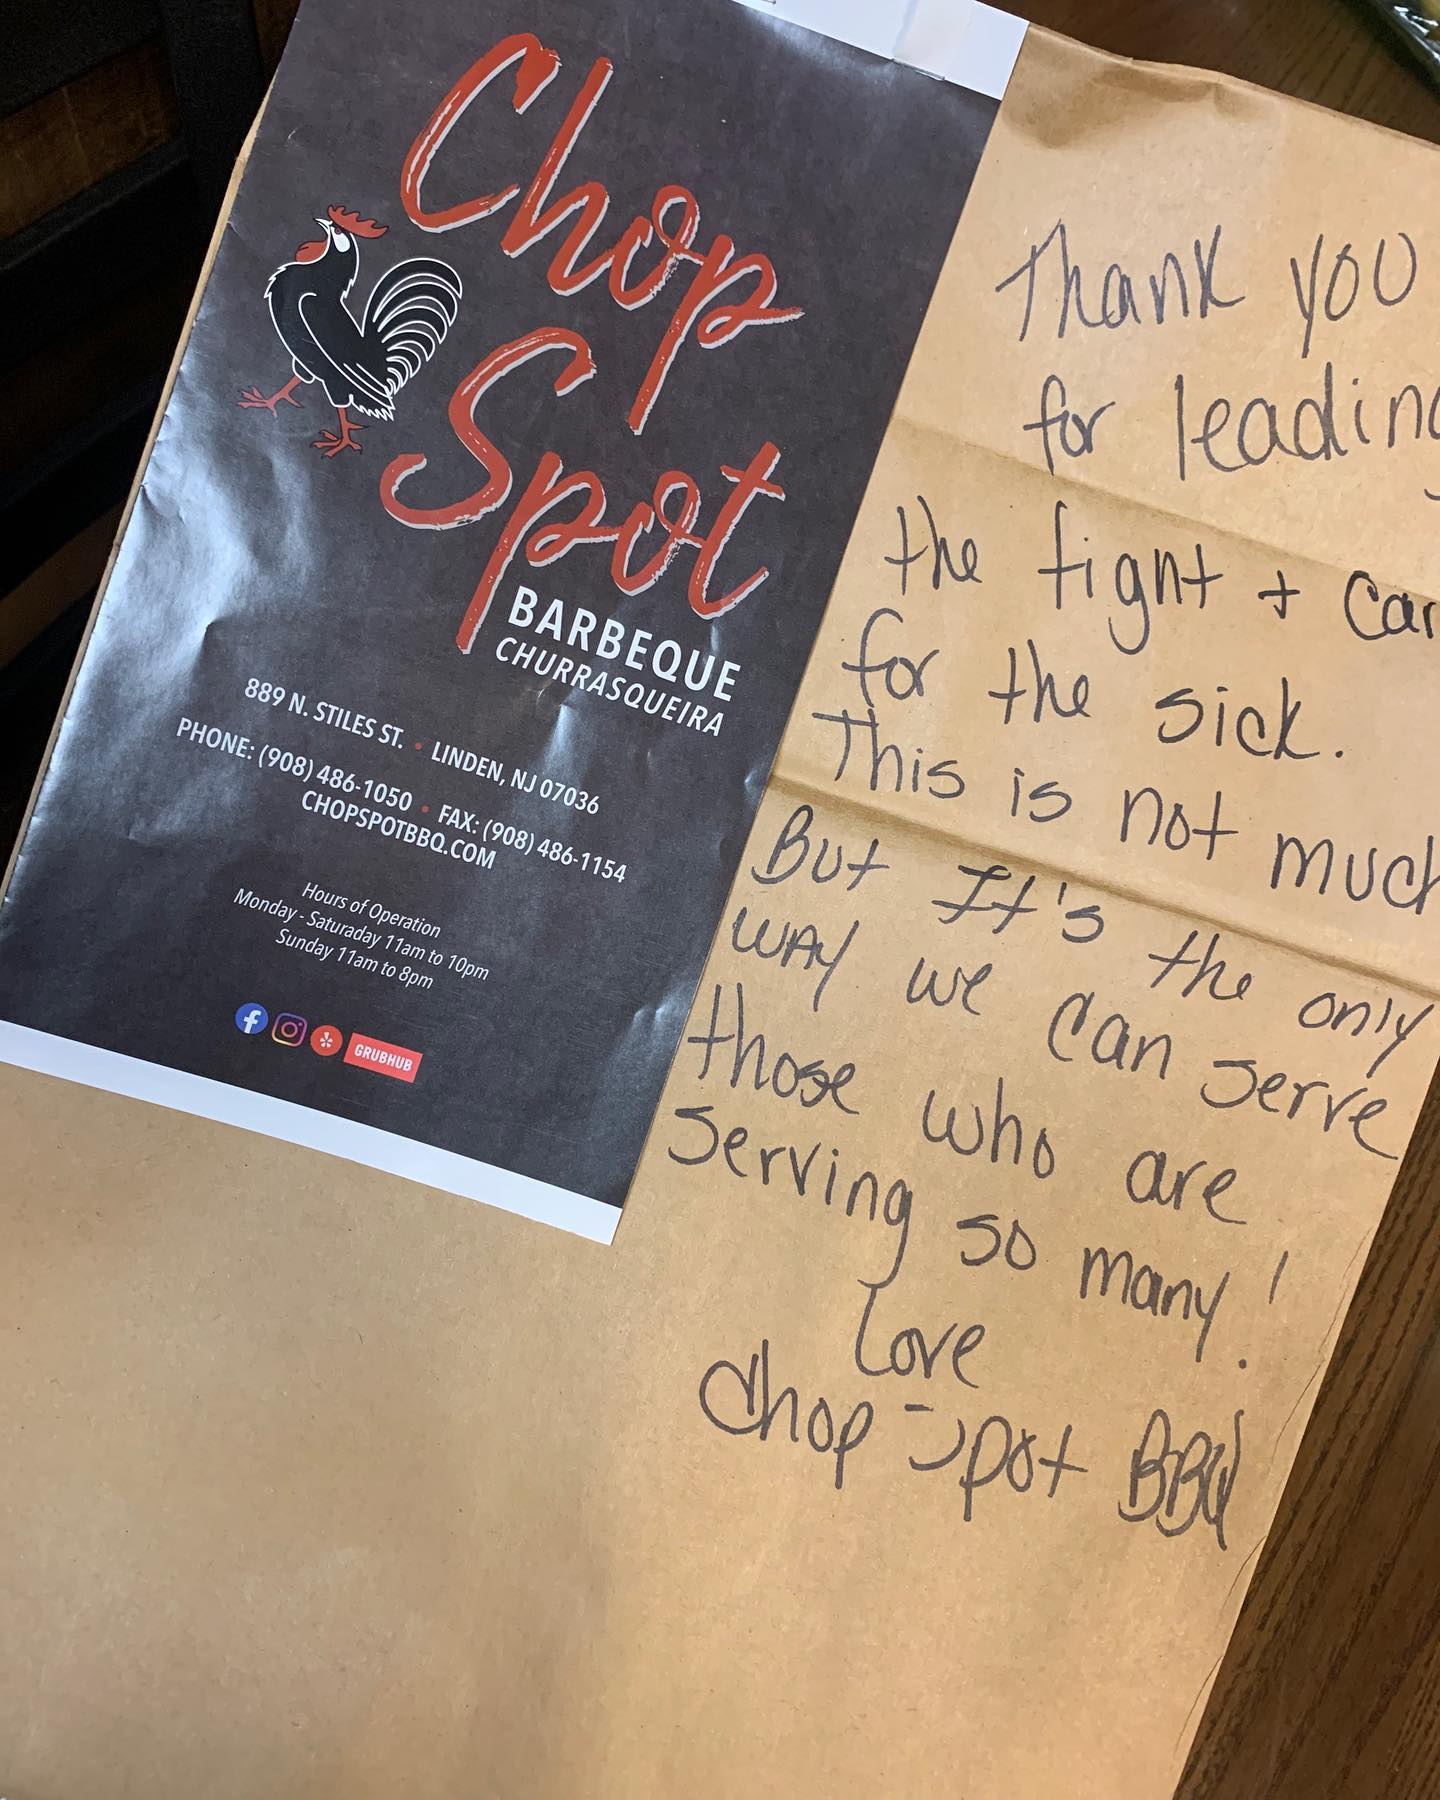 Chop
Spot
BARBEQUE
CHURRASQUEIRA
889 N. STILES ST. • LINDEN, NJ 07036
PHONE: (908) 486-1050 • FAX: (908) 486-1154
CHOPSPOTBBQ.COM
Hours of Operation
Monday - Saturaday 11am to 10pm
Sunday 11am to 8pm
GRUBHUB
Thank you
for leading
the fight + car
for the sick.
This is not much
But It's the only
way we can serve
those who are
serving so many!
Love
Chop Spot BBQ